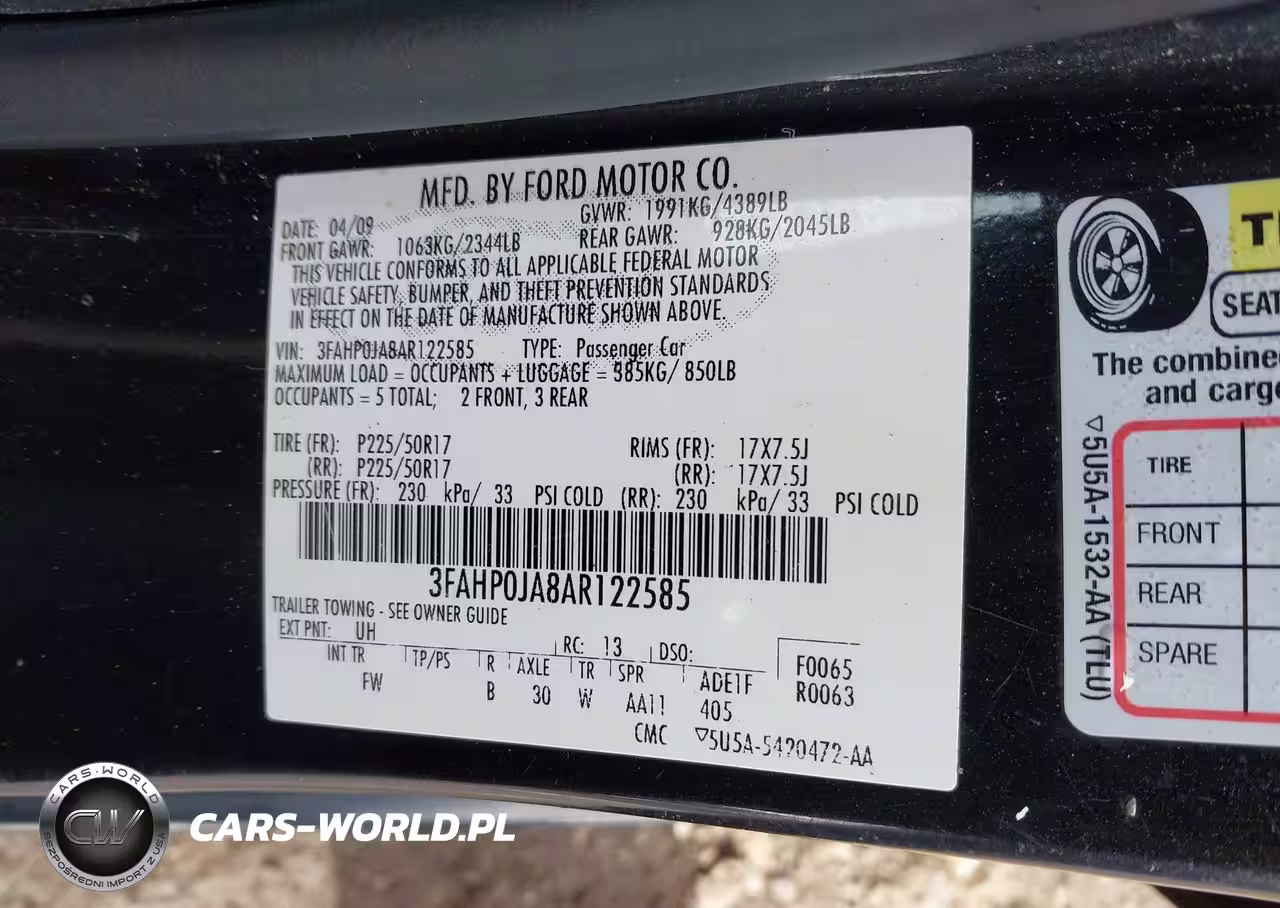 MFD. BY FORD MOTOR CO.
DATE: 04/09 GVWR: 1991KG/4389LB
FRONT GAWR: 1063KG/2344LB REAR GAWR: 928KG/2045LB
THIS VEHICLE CONFORMS TO ALL APPLICABLE FEDERAL MOTOR
VEHICLE SAFETY, BUMPER, AND THEFT PREVENTION STANDARDS
IN EFFECT ON THE DATE OF MANUFACTURE SHOWN ABOVE.
VIN: 3FAHP0JA8AR122585 TYPE: Passenger Car
MAXIMUM LOAD = OCCUPANTS + LUGGAGE = 385KG/ 850LB
OCCUPANTS = 5 TOTAL; 2 FRONT, 3 REAR
TIRE (FR): P225/50R17 RIMS (FR): 17X7.5J
(RR): P225/50R17 (RR): 17X7.5J
PRESSURE (FR): 230 kPa/ 33 PSI COLD (RR): 230 kPa/ 33 PSI COLD
3FAHP0JA8AR122585
TRAILER TOWING - SEE OWNER GUIDE
EXT PNT: UH RC: 13 DSO:
INT TR TP/PS R AXLE TR SPR ADE1F F0065
FW B 30 W AA11 405 R0063
CMC ▽5U5A-5420472-AA
SEAT
The combine
and carg
TIRE
FRONT
REAR
SPARE
▽5U5A-1532-AA (TLU)
CARS-WORLD
CW
BEZPOŚREDNI IMPORT Z USA
CARS-WORLD.PL